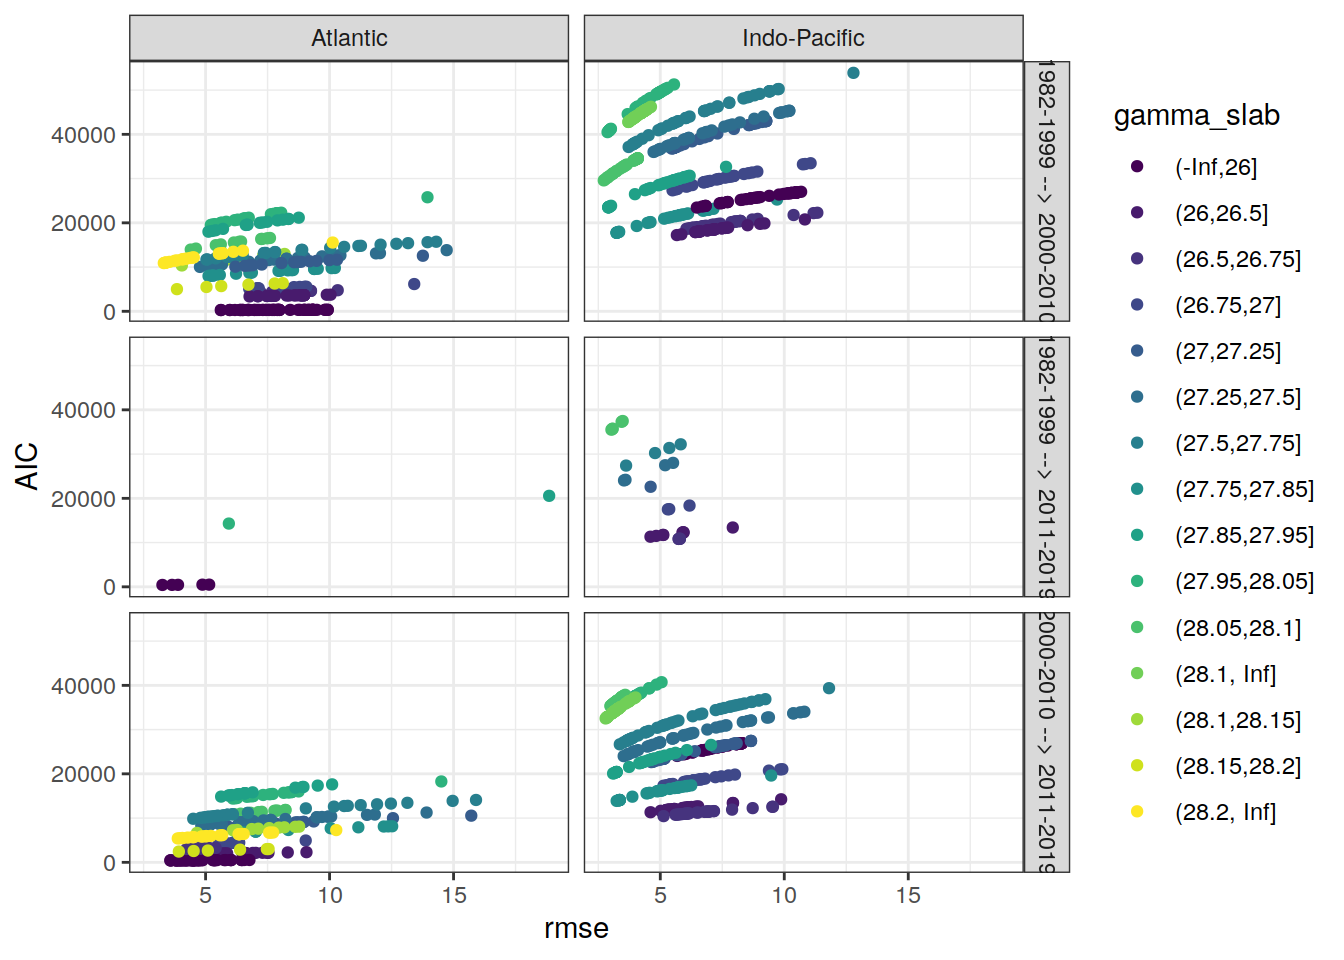 Atlantic
Indo-Pacific
40000
20000
0
1982-1999 --> 2000-2010
40000
20000
0
1982-1999 --> 2011-2019
40000
20000
0
2000-2010 --> 2011-2019
5
10
15
5
10
15
rmse
AIC
gamma_slab
(-Inf,26]
(26,26.5]
(26.5,26.75]
(26.75,27]
(27,27.25]
(27.25,27.5]
(27.5,27.75]
(27.75,27.85]
(27.85,27.95]
(27.95,28.05]
(28.05,28.1]
(28.1, Inf]
(28.1,28.15]
(28.15,28.2]
(28.2, Inf]